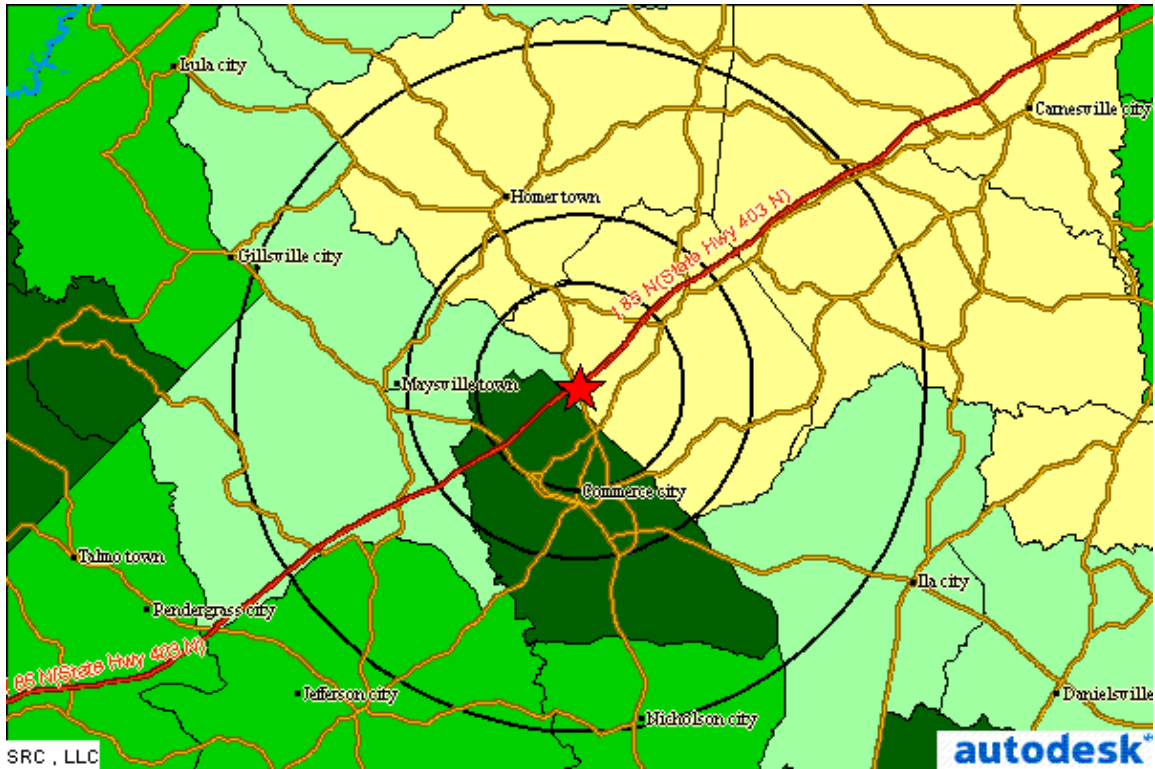 Lula city
Carnesville city
Homer town
I 85 N(State Hwy 403 N)
Gillsville city
Maysville town
Commerce city
Talmo town
Ila city
Pendergrass city
85 N(State Hwy 403 N)
Jefferson city
Danielsville
Nicholson city
SRC , LLC
autodesk